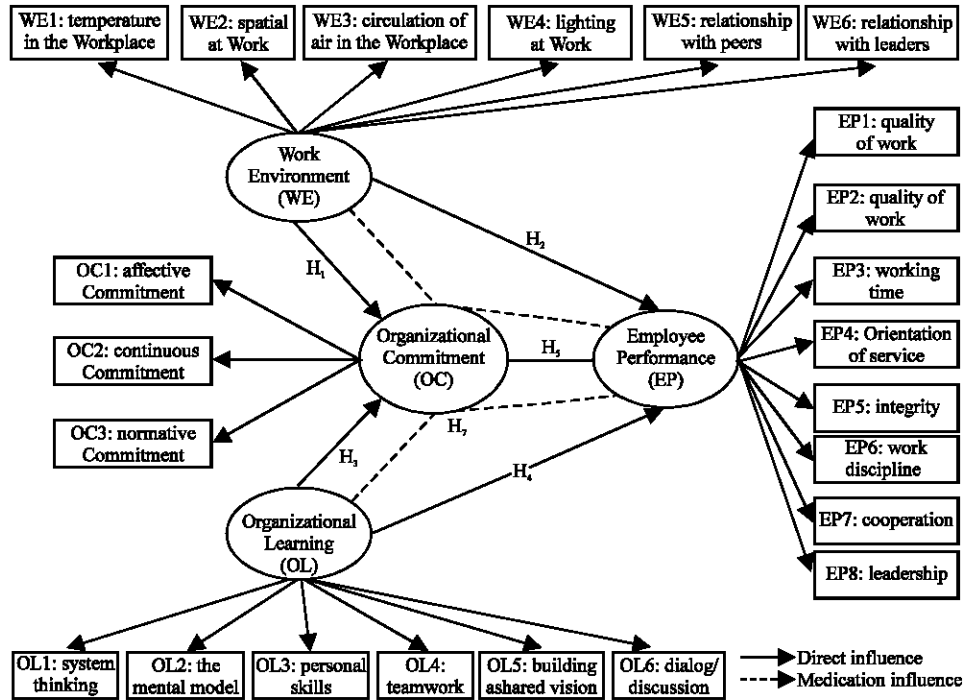 WE1: temperature
in the Workplace
WE2: spatial
at Work
WE3: circulation of
air in the Workplace
WE4: lighting
at Work
WE5: relationship
with peers
WE6: relationship
with leaders
EP1: quality
of work
Work
Environment
(WE)
EP2: quality of
work
H2
H1
OC1: affective
Commitment
EP3: working
time
OC2: continuous
Commitment
Organizational
Commitment
(OC)
H5
Employee
Performance
(EP)
EP4: Orientation
of service
OC3: normative
Commitment
EP5: integrity
H7
H3
H4
EP6: work
discipline
Organizational
Learning
(OL)
EP7: cooperation
EP8: leadership
OL1: system
thinking
OL2: the
mental model
OL3: personal
skills
OL4:
teamwork
OL5: building
ashared vision
OL6: dialog/
discussion
Direct influence
Medication influence